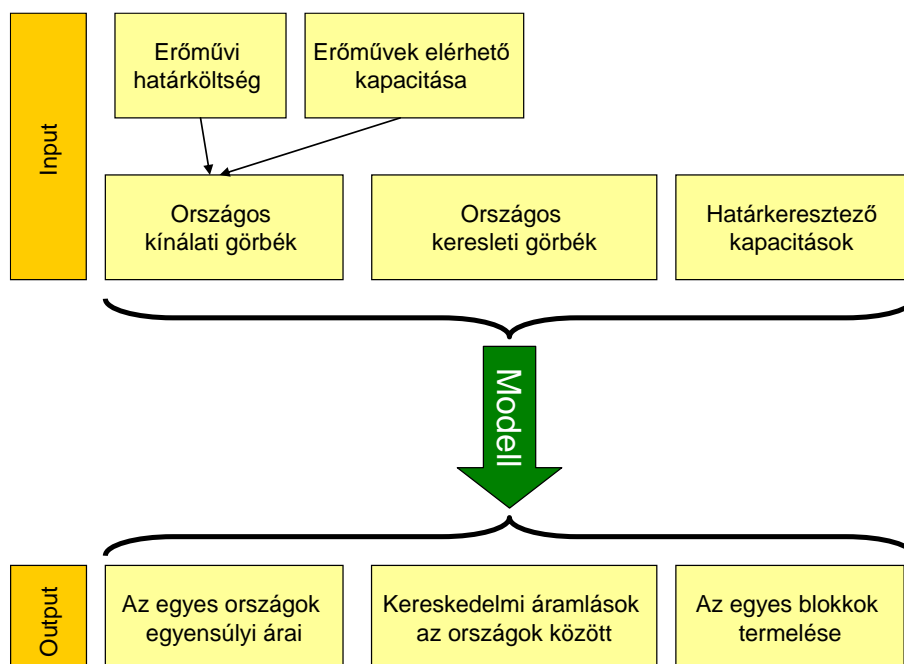 Input
Erőművi
határköltség
Erőművek elérhető
kapacitása
Országos
kínálati görbék
Országos
keresleti görbék
Határkeresztező
kapacitások
Modell
Output
Az egyes országok
egyensúlyi árai
Kereskedelmi áramlások
az országok között
Az egyes blokkok
termelése